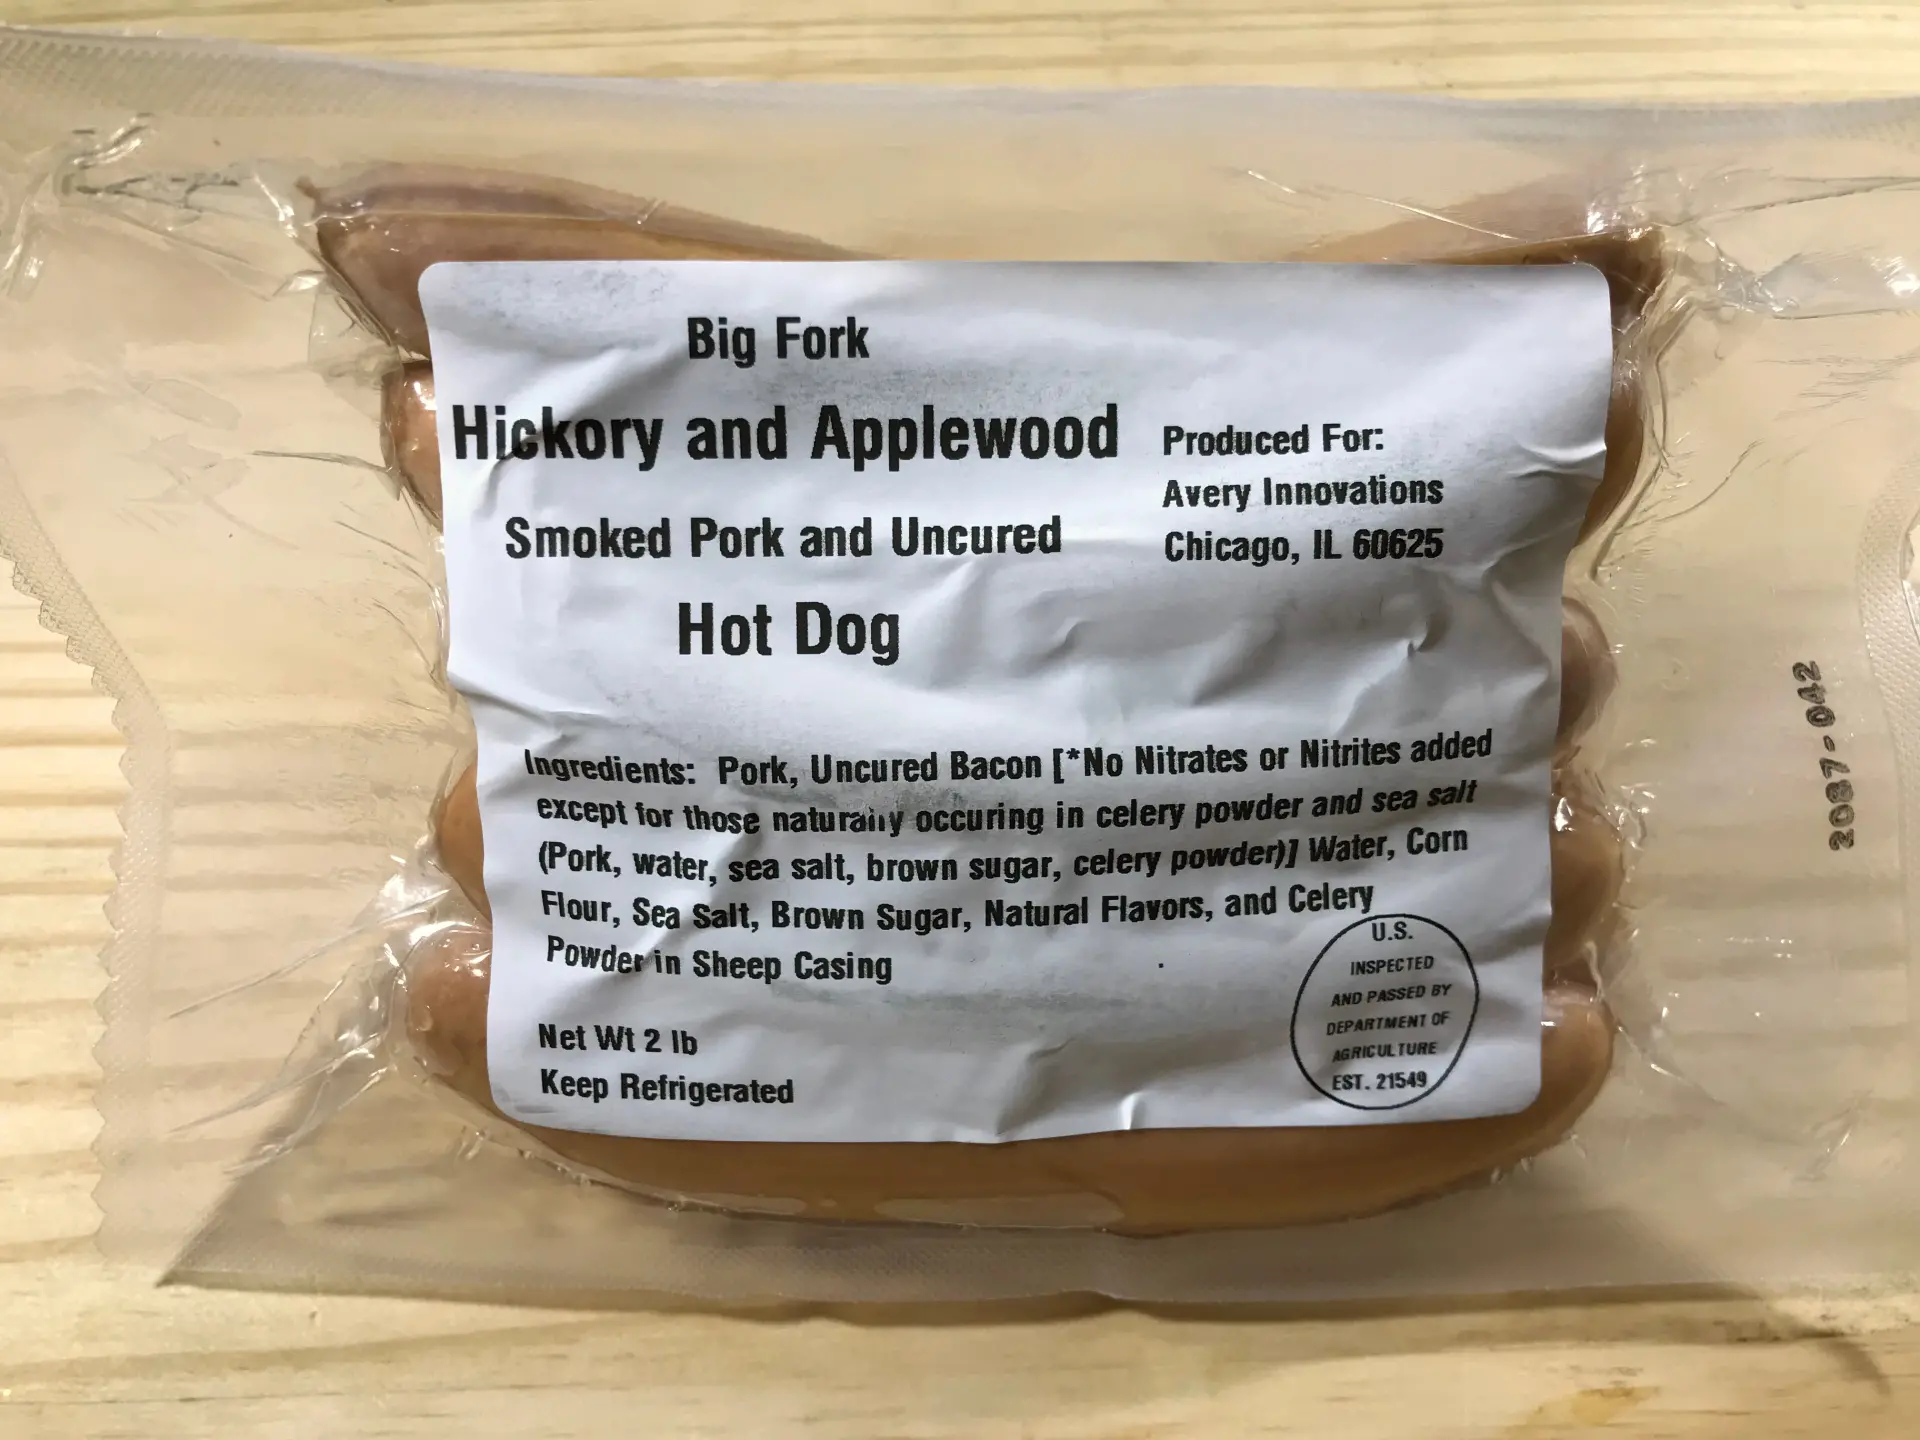 Big Fork
Hickory and Applewood
Smoked Pork and Uncured
Hot Dog
Produced For:
Avery Innovations
Chicago, IL 60625
Ingredients: Pork, Uncured Bacon [*No Nitrates or Nitrites added
except for those naturally occuring in celery powder and sea salt
(Pork, water, sea salt, brown sugar, celery powder)] Water, Corn
Flour, Sea Salt, Brown Sugar, Natural Flavors, and Celery
Powder in Sheep Casing
Net Wt 2 lb
Keep Refrigerated
U.S.
INSPECTED
AND PASSED BY
DEPARTMENT OF
AGRICULTURE
EST. 21549
2087-042